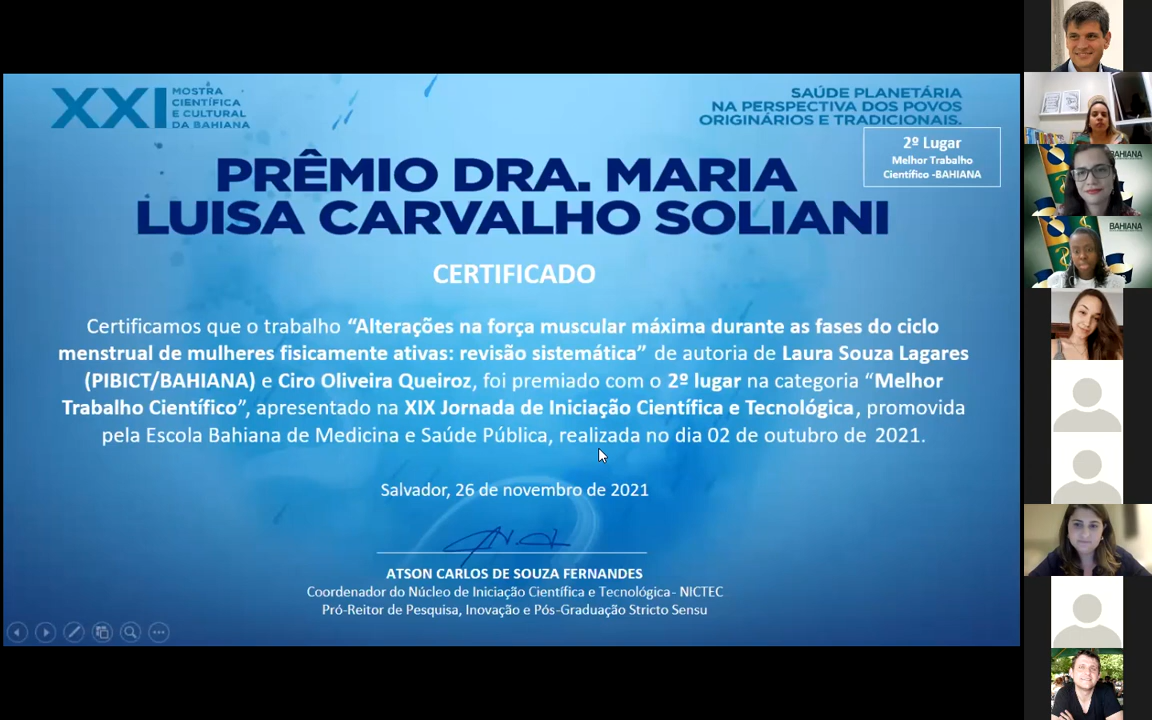 XXI
MOSTRA
CIENTÍFICA
E CULTURAL
DA BAHIANA
SAÚDE PLANETÁRIA
NA PERSPECTIVA DOS POVOS
ORIGINÁRIOS E TRADICIONAIS.
2º Lugar
Melhor Trabalho
Científico -BAHIANA
PRÊMIO DRA. MARIA
LUISA CARVALHO SOLIANI
CERTIFICADO
Certificamos que o trabalho “Alterações na força muscular máxima durante as fases do ciclo
menstrual de mulheres fisicamente ativas: revisão sistemática” de autoria de Laura Souza Lagares
(PIBICT/BAHIANA) e Ciro Oliveira Queiroz, foi premiado com o 2º lugar na categoria “Melhor
Trabalho Científico”, apresentado na XIX Jornada de Iniciação Científica e Tecnológica, promovida
pela Escola Bahiana de Medicina e Saúde Pública, realizada no dia 02 de outubro de 2021.
Salvador, 26 de novembro de 2021
ATSON CARLOS DE SOUZA FERNANDES
Coordenador do Núcleo de Iniciação Científica e Tecnológica- NICTEC
Pró-Reitor de Pesquisa, Inovação e Pós-Graduação Stricto Sensu
BAHIANA
BAHIANA